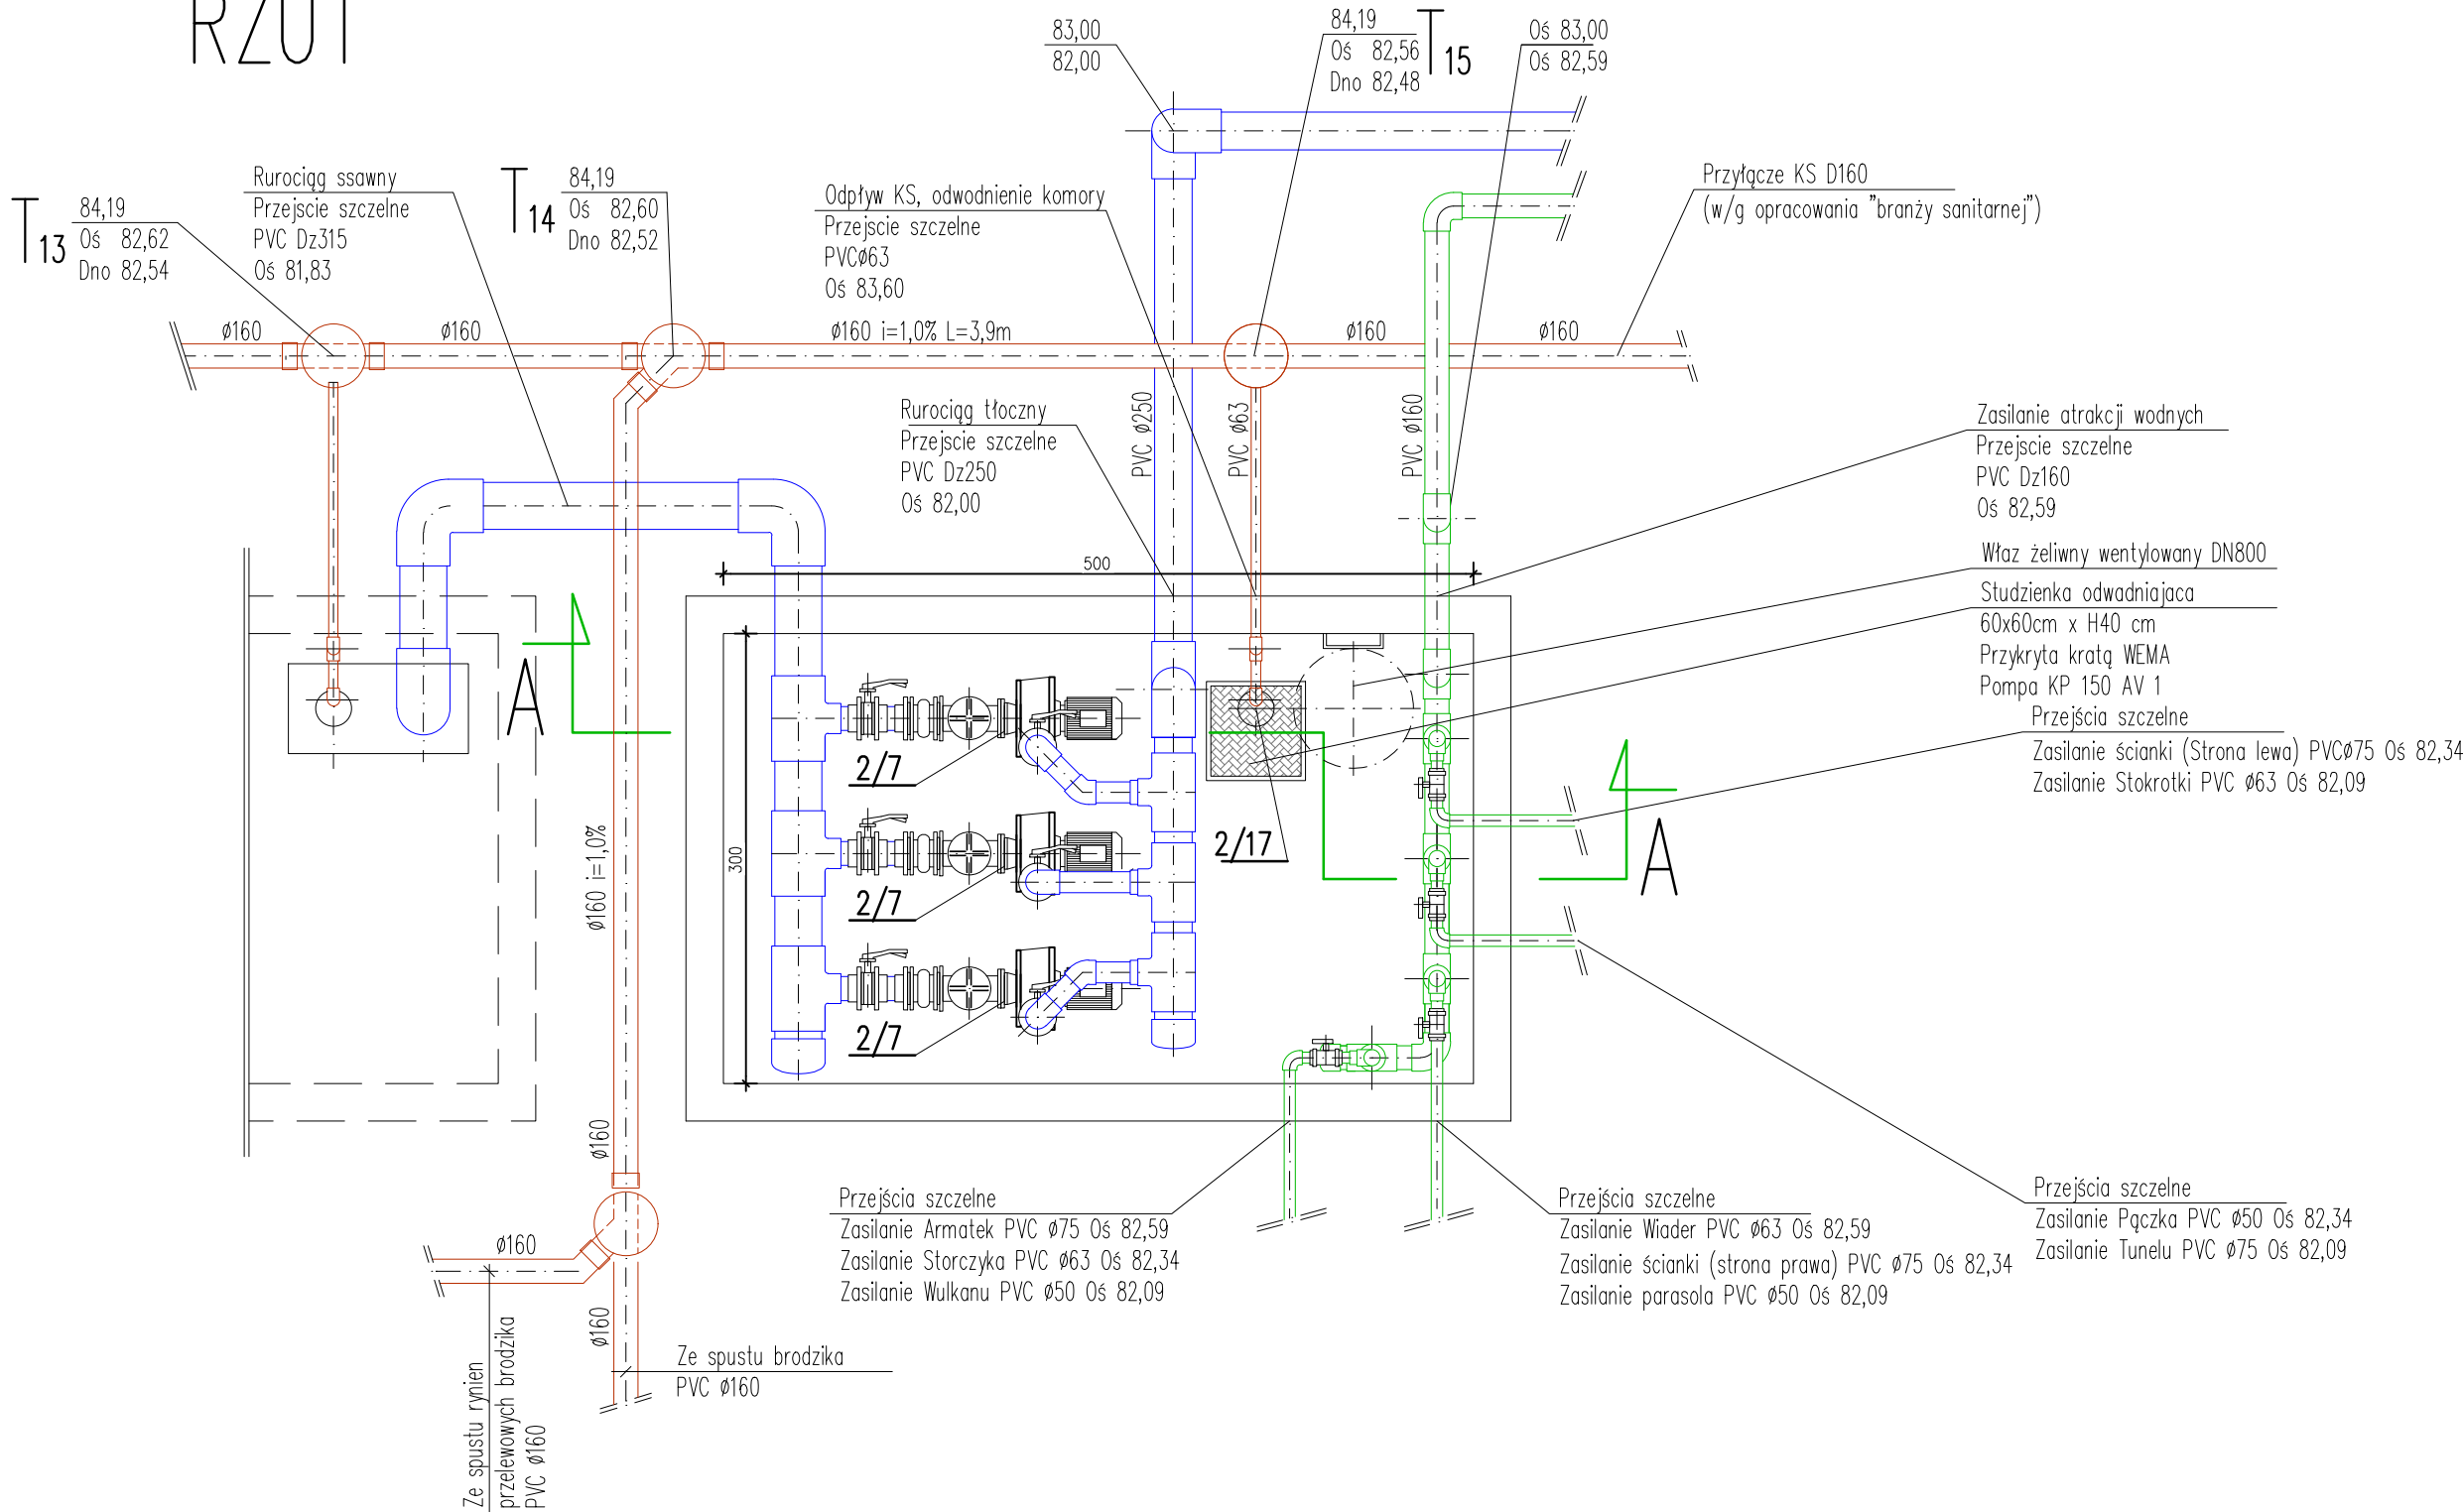 RZUT
83,00
82,00
84,19
Oś 82,56
Dno 82,48
T15
Oś 83,00
Oś 82,59
T13
84,19
Oś 82,62
Dno 82,54
Rurociąg ssawny
Przejscie szczelne
PVC Dz315
Oś 81,83
T14
84,19
Oś 82,60
Dno 82,52
Odpływ KS, odwodnienie komory
Przejscie szczelne
PVCø63
Oś 83,60
Przyłącze KS D160
(w/g opracowania "branży sanitarnej")
ø160
ø160
ø160 i=1,0% L=3,9m
ø160
ø160
Rurociąg tłoczny
Przejscie szczelne
PVC Dz250
Oś 82,00
PVC ø250
PVC ø63
PVC ø160
Zasilanie atrakcji wodnych
Przejscie szczelne
PVC Dz160
Oś 82,59
500
Właz żeliwny wentylowany DN800
Studzienka odwadniajaca
60x60cm x H40 cm
Przykryta kratą WEMA
Pompa KP 150 AV 1
Przejścia szczelne
Zasilanie ścianki (Strona lewa) PVCø75 Oś 82,34
Zasilanie Stokrotki PVC ø63 Oś 82,09
A
2/7
2/17
300
A
2/7
ø160 i=1,0%
2/7
ø160
Przejścia szczelne
Zasilanie Armatek PVC ø75 Oś 82,59
Zasilanie Storczyka PVC ø63 Oś 82,34
Zasilanie Wulkanu PVC ø50 Oś 82,09
Przejścia szczelne
Zasilanie Wiader PVC ø63 Oś 82,59
Zasilanie ścianki (strona prawa) PVC ø75 Oś 82,34
Zasilanie parasola PVC ø50 Oś 82,09
Przejścia szczelne
Zasilanie Pączka PVC ø50 Oś 82,34
Zasilanie Tunelu PVC ø75 Oś 82,09
ø160
ø160
Ze spustu brodzika
PVC ø160
Ze spustu rynien
przelewowych brodzika
PVC ø160